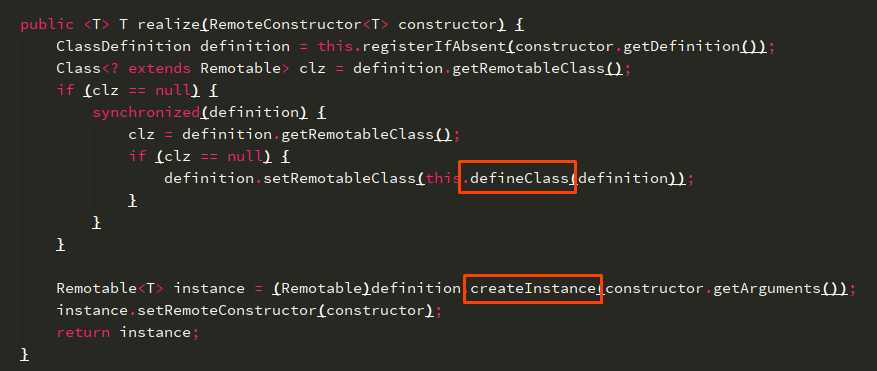 public <T> T realize(RemoteConstructor<T> constructor) {
ClassDefinition definition = this.registerIfAbsent(constructor.getDefinition());
Class<? extends Remotable> clz = definition.getRemotableClass();
if (clz == null) {
synchronized(definition) {
clz = definition.getRemotableClass();
if (clz == null) {
definition.setRemotableClass(this.defineClass(definition));
}
}
}
Remotable<T> instance = (Remotable)definition.createInstance(constructor.getArguments());
instance.setRemoteConstructor(constructor);
return instance;
}